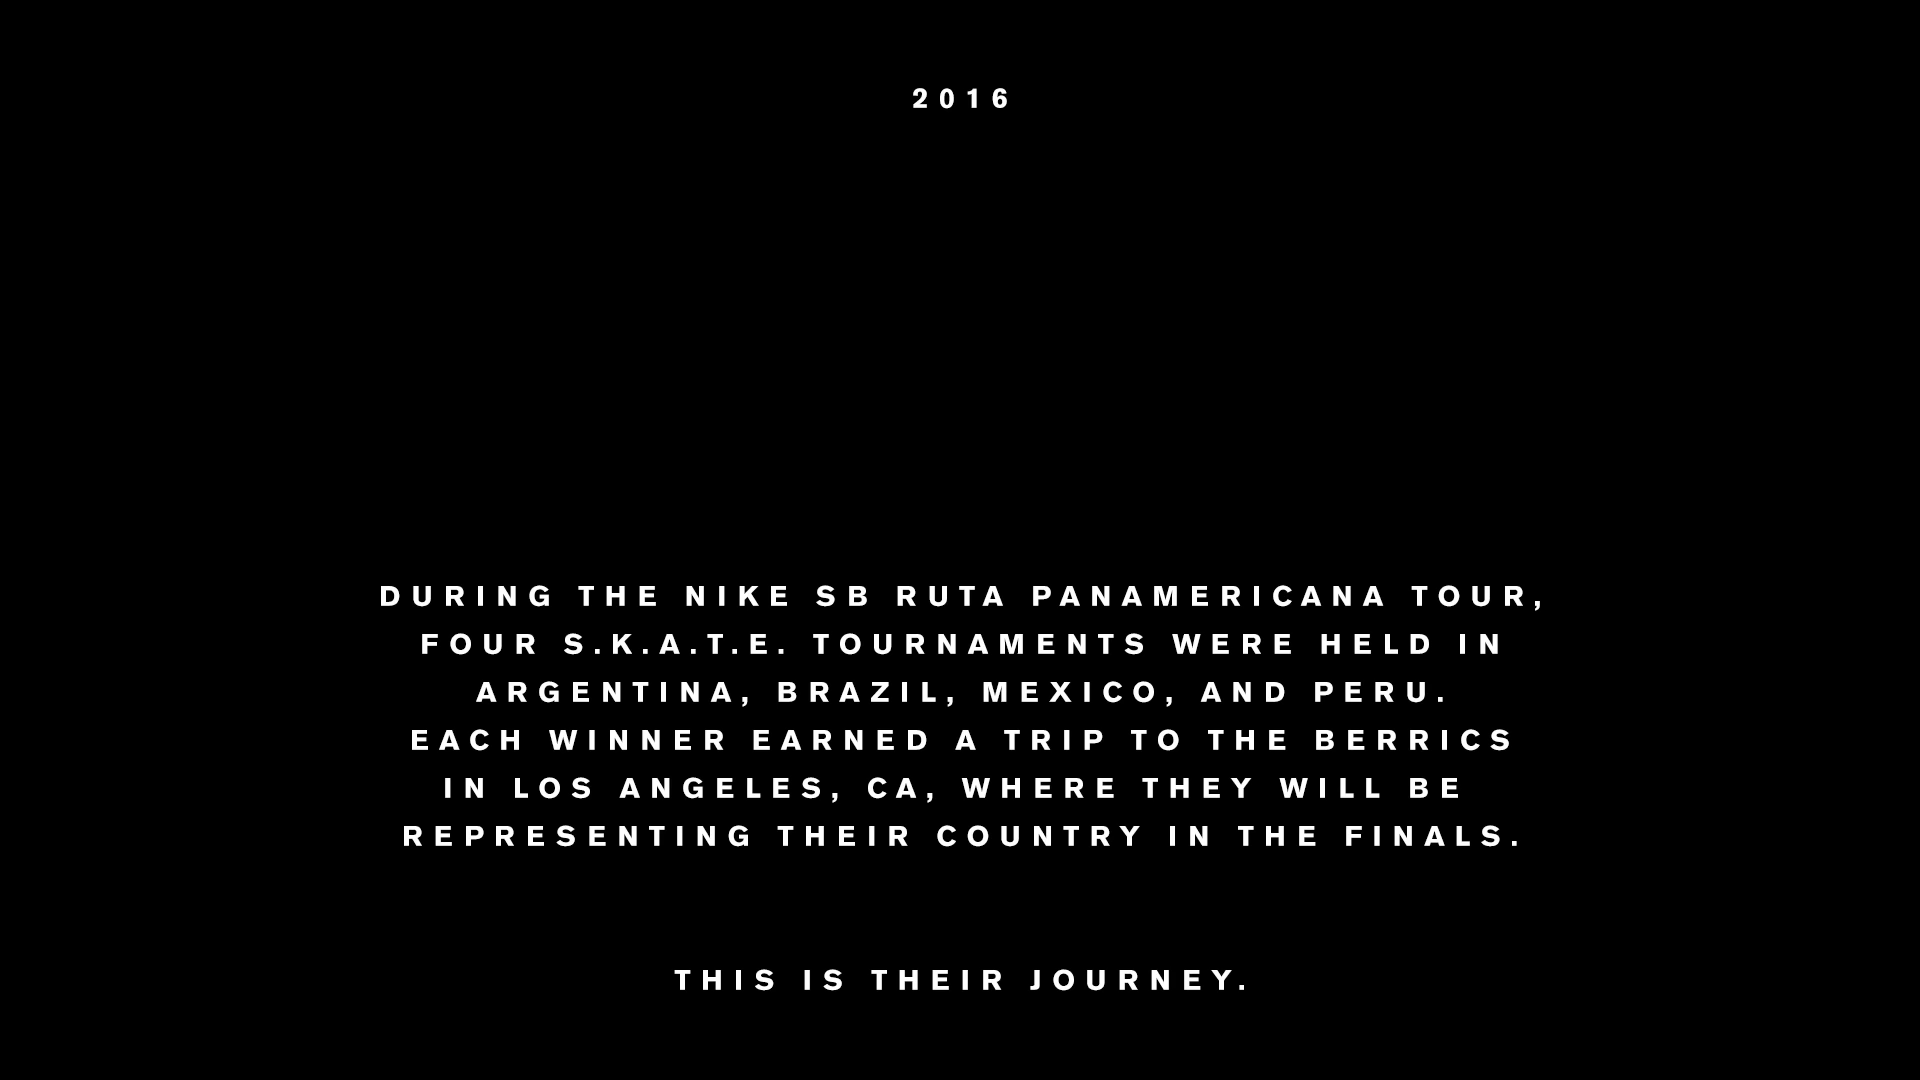 2016
DURING THE NIKE SB RUTA PANAMERICANA TOUR,
FOUR S.K.A.T.E. TOURNAMENTS WERE HELD IN
ARGENTINA, BRAZIL, MEXICO, AND PERU.
EACH WINNER EARNED A TRIP TO THE BERRICS
IN LOS ANGELES, CA, WHERE THEY WILL BE
REPRESENTING THEIR COUNTRY IN THE FINALS.
THIS IS THEIR JOURNEY.